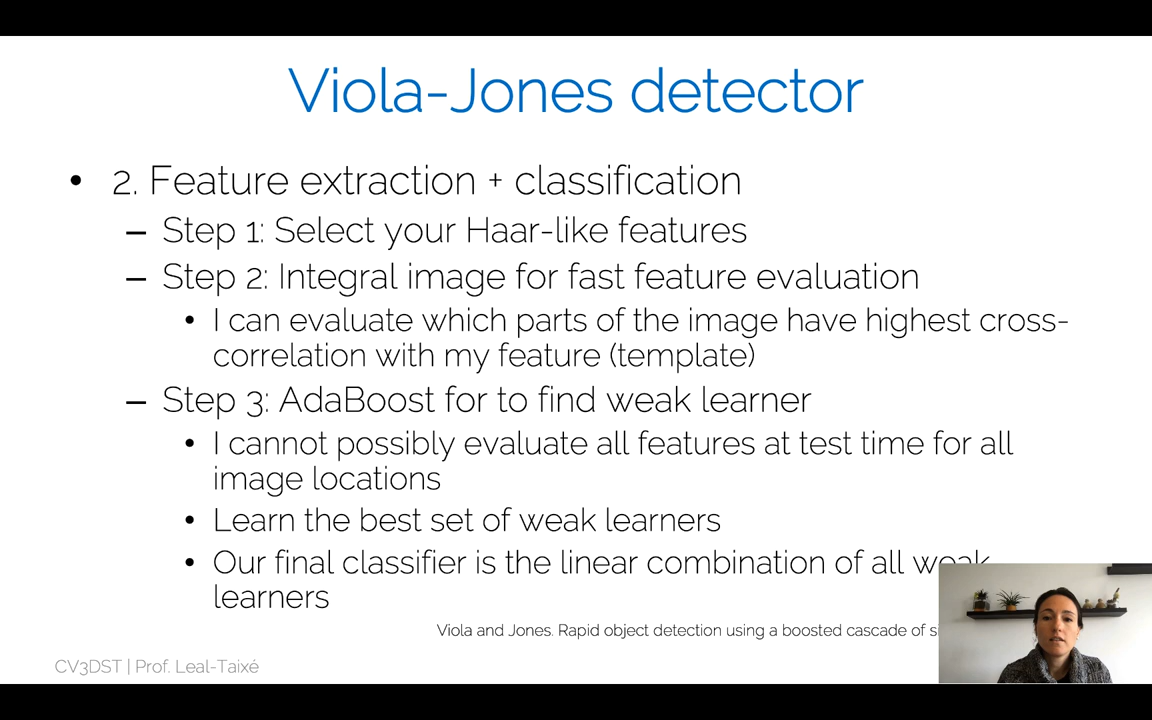 Viola-Jones detector
• 2. Feature extraction + classification
– Step 1: Select your Haar-like features
– Step 2: Integral image for fast feature evaluation
• I can evaluate which parts of the image have highest cross-
correlation with my feature (template)
– Step 3: AdaBoost for to find weak learner
• I cannot possibly evaluate all features at test time for all
image locations
• Learn the best set of weak learners
• Our final classifier is the linear combination of all weak
learners
Viola and Jones. Rapid object detection using a boosted cascade of
CV3DST | Prof. Leal-Taixé